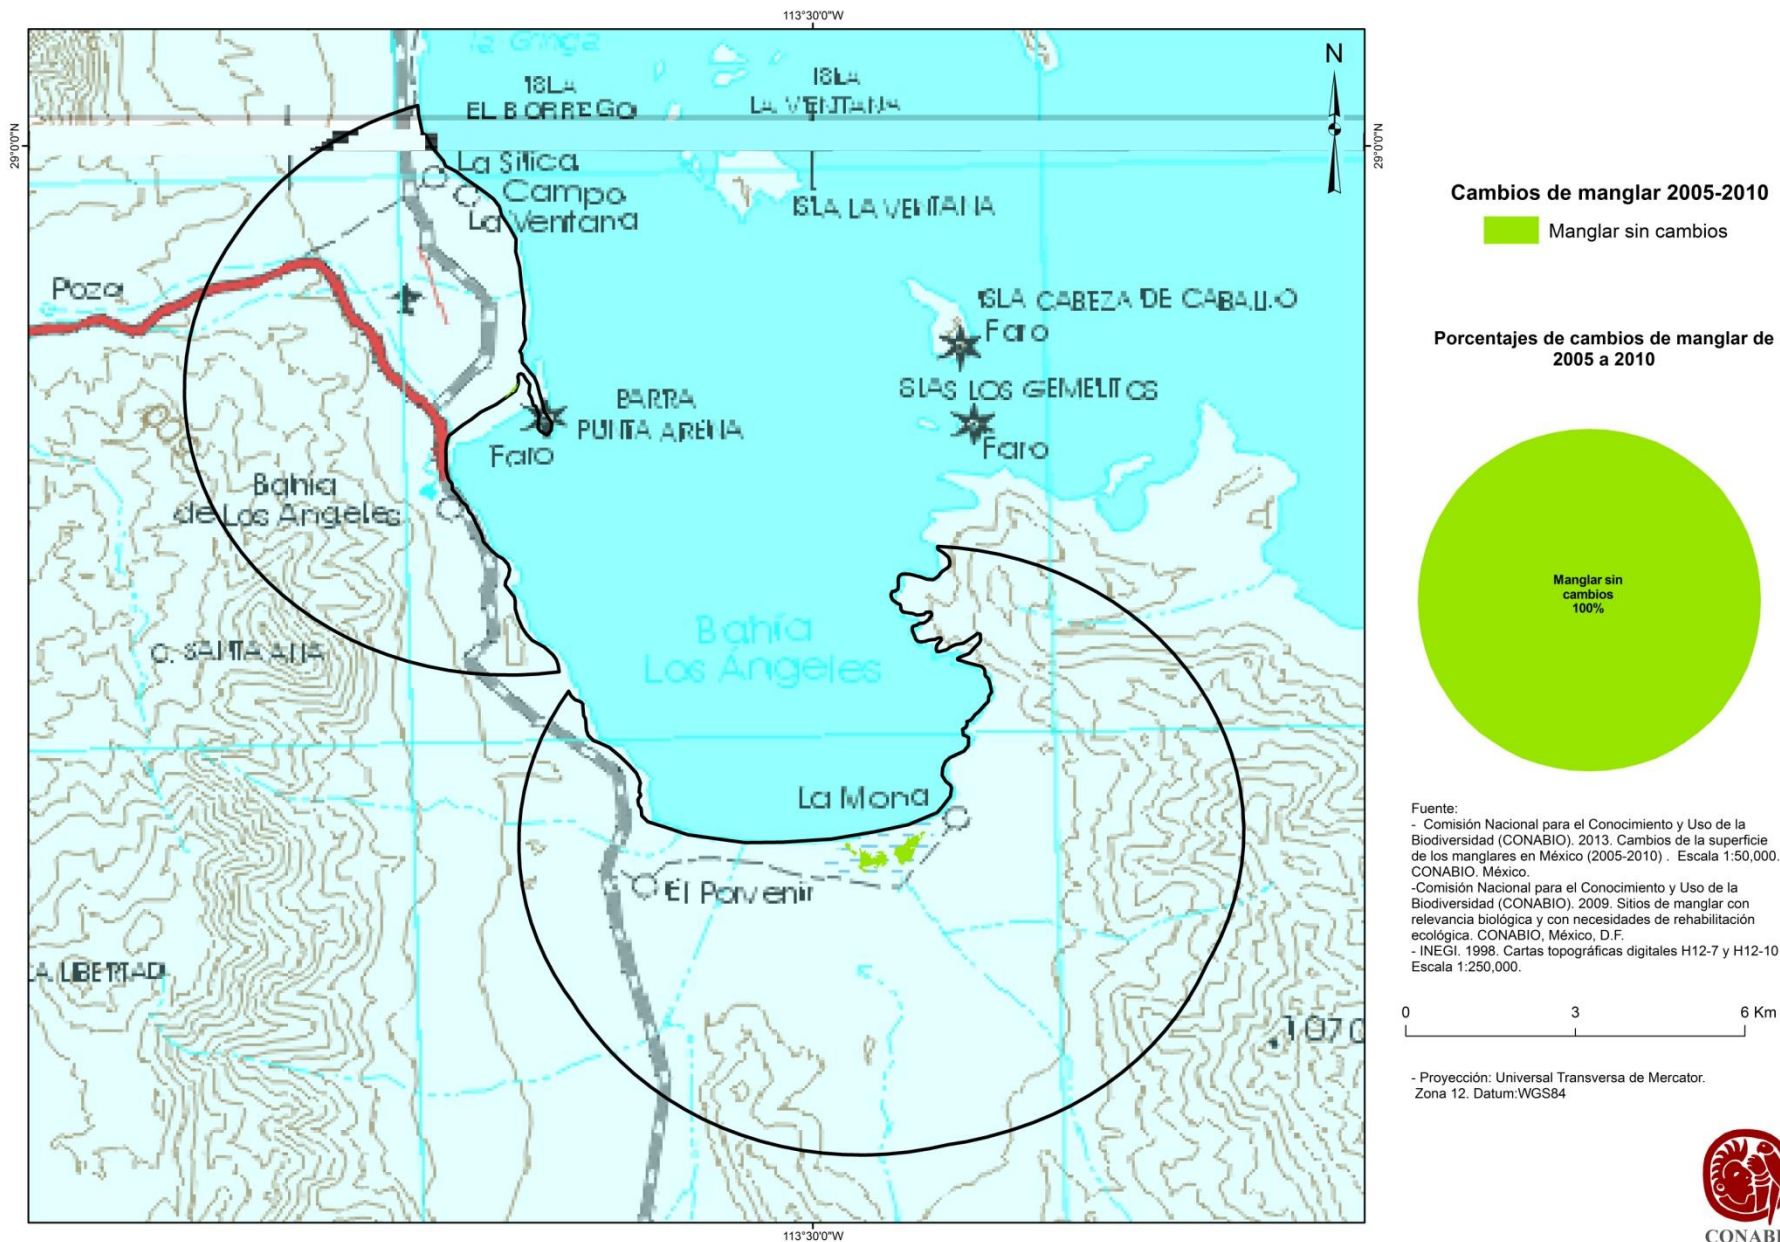 113°30'0"W
la Gringa
ISLA
EL BORREGO
ISLA
LA VENTANA
N
29°0'0"N
29°0'0"N
La Silica
Campo
La Ventana
ISLA LA VENTANA
Poza
ISLA CABEZA DE CABALLO
Faro
ISLAS LOS GEMELITOS
Faro
BARRA
PUNTA ARENA
Faro
Bahía
de Los Angeles
C. SANTA ANA
Bahía
Los Ángeles
La Mona
El Porvenir
LA LIBERTAD
1070
113°30'0"W
Cambios de manglar 2005-2010
Manglar sin cambios
Porcentajes de cambios de manglar de
2005 a 2010
Manglar sin
cambios
100%
Fuente:
- Comisión Nacional para el Conocimiento y Uso de la
Biodiversidad (CONABIO). 2013. Cambios de la superficie
de los manglares en México (2005-2010) . Escala 1:50,000.
CONABIO. México.
-Comisión Nacional para el Conocimiento y Uso de la
Biodiversidad (CONABIO). 2009. Sitios de manglar con
relevancia biológica y con necesidades de rehabilitación
ecológica. CONABIO, México, D.F.
- INEGI. 1998. Cartas topográficas digitales H12-7 y H12-10
Escala 1:250,000.
0 3 6 Km
- Proyección: Universal Transversa de Mercator.
Zona 12. Datum:WGS84
CONABI